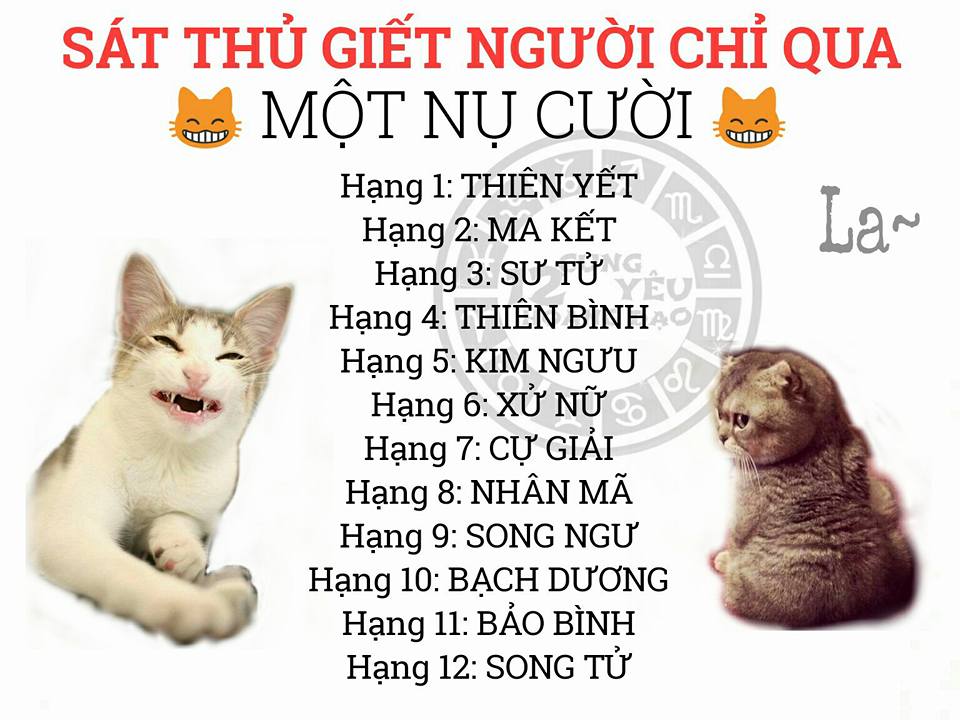 SÁT THỦ GIẾT NGƯỜI CHỈ QUA
MỘT NỤ CƯỜI
Hạng 1: THIÊN YẾT
Hạng 2: MA KẾT
Hạng 3: SƯ TỬ
Hạng 4: THIÊN BÌNH
Hạng 5: KIM NGƯU
Hạng 6: XỬ NỮ
Hạng 7: CỰ GIẢI
Hạng 8: NHÂN MÃ
Hạng 9: SONG NGƯ
Hạng 10: BẠCH DƯƠNG
Hạng 11: BẢO BÌNH
Hạng 12: SONG TỬ
La~
12 CUNG
YÊU